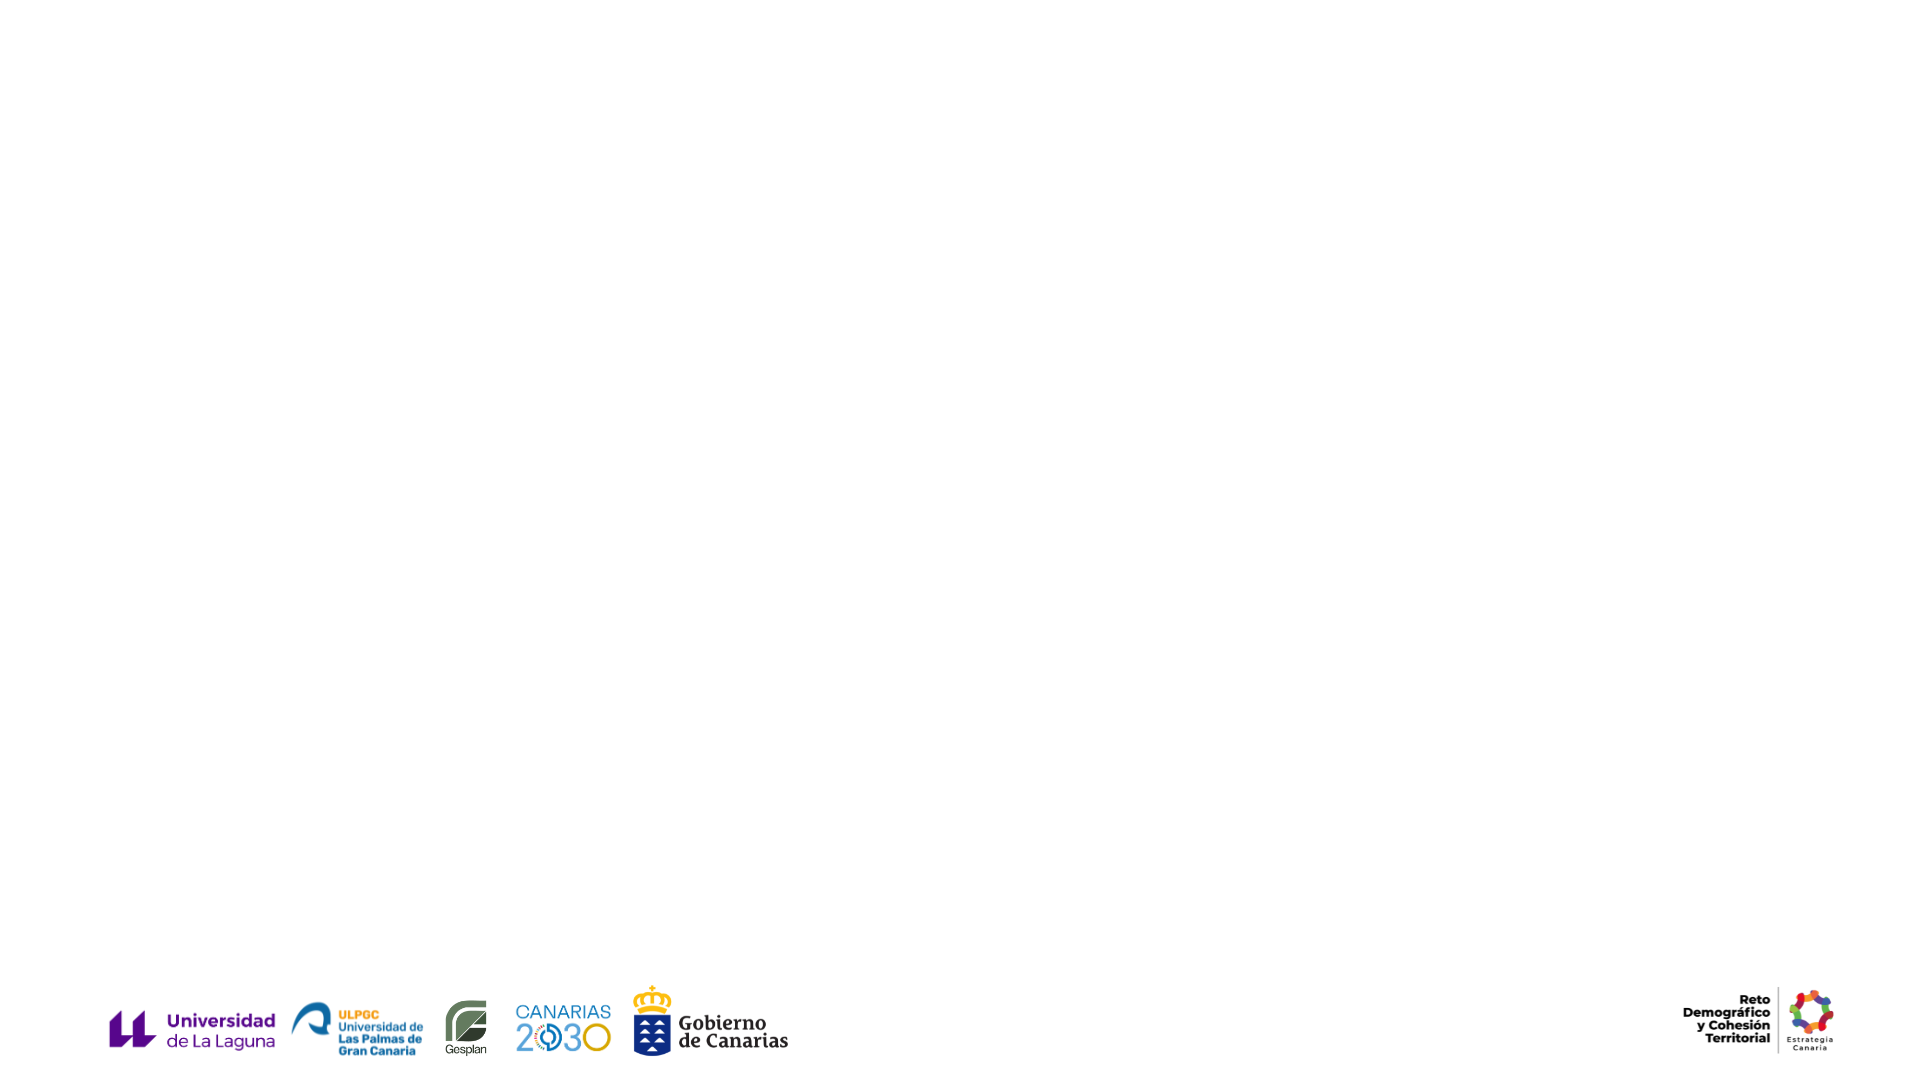 Universidad
de La Laguna
ULPGC
Universidad de
Las Palmas de
Gran Canaria
Gesplan
CANARIAS
2030
Gobierno
de Canarias
Reto
Demográfico
y Cohesión
Territorial
Estrategia
Canaria